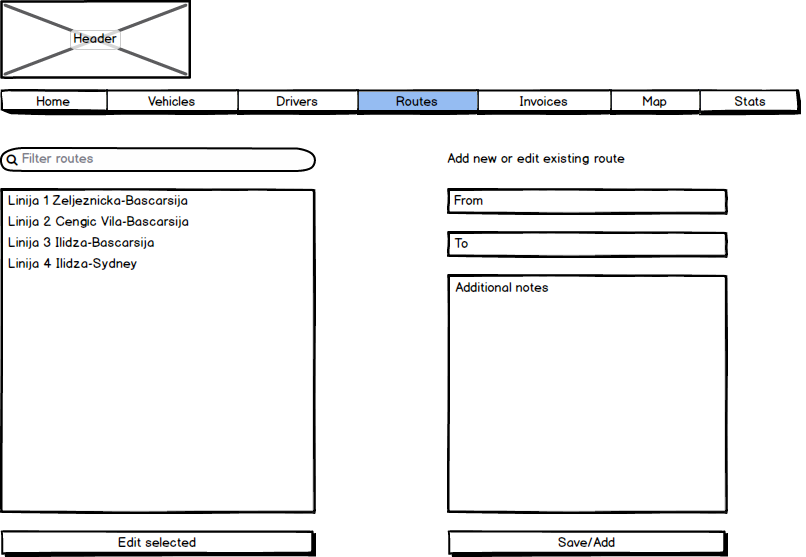 Header
Home Vehicles Drivers Routes Invoices Map Stats
Filter routes
Linija 1 Zeljeznicka-Bascarsija
Linija 2 Cengic Vila-Bascarsija
Linija 3 Ilidza-Bascarsija
Linija 4 Ilidza-Sydney
Edit selected
Add new or edit existing route
From
To
Additional notes
Save/Add